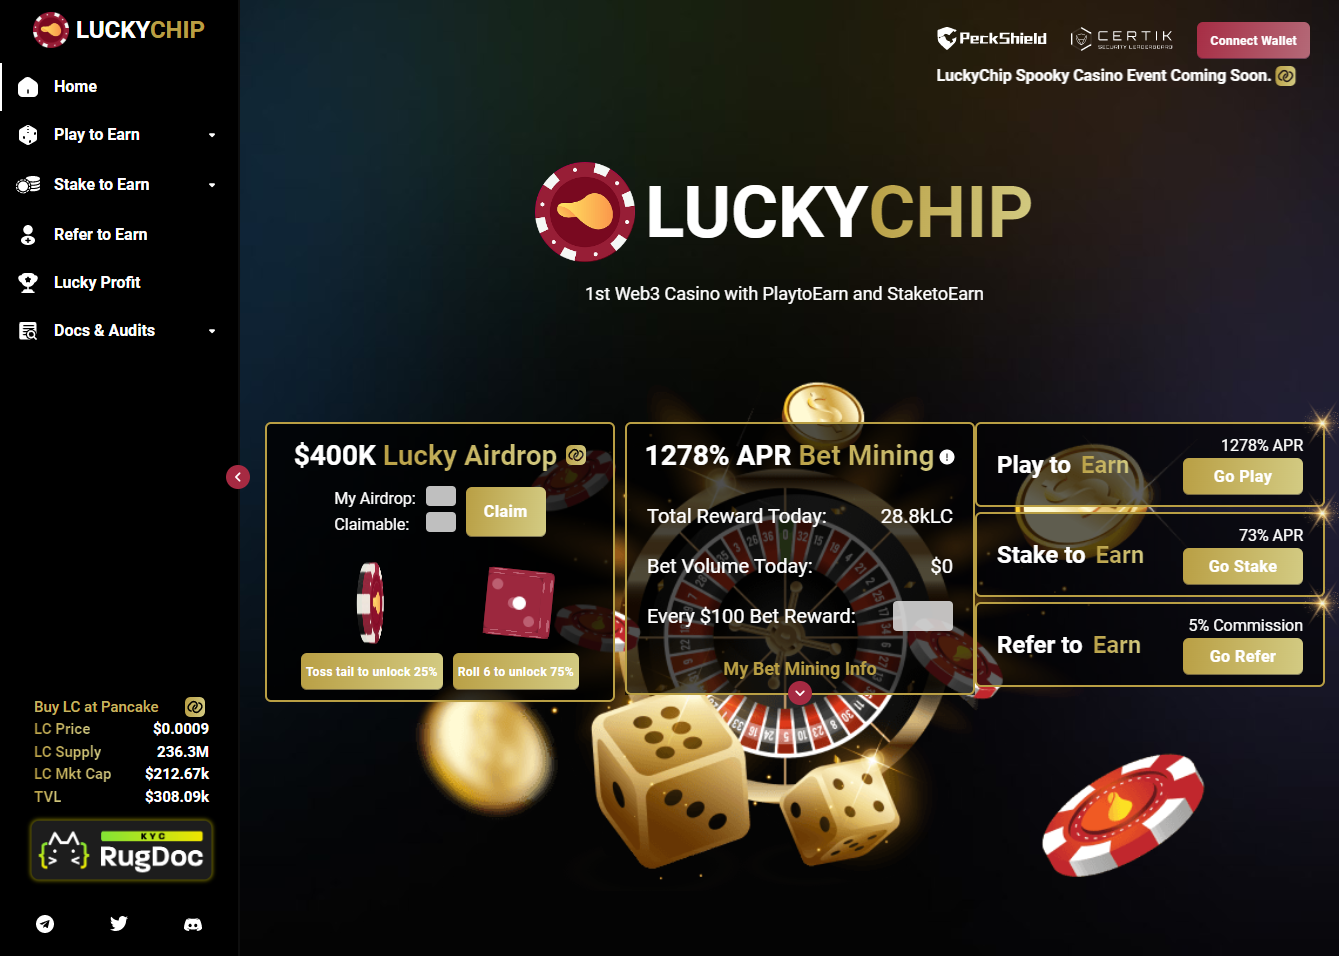 LUCKYCHIP
Home
Play to Earn
Stake to Earn
Refer to Earn
Lucky Profit
Docs & Audits
Buy LC at Pancake
LC Price $0.0009
LC Supply 236.3M
LC Mkt Cap $212.67k
TVL $308.09k
KYC
RugDoc
PeckShield
CERTIK
SECURITY LEADERBOARD
Connect Wallet
LuckyChip Spooky Casino Event Coming Soon.
LUCKYCHIP
1st Web3 Casino with PlaytoEarn and StaketoEarn
$400K Lucky Airdrop
My Airdrop:
Claimable:
Claim
Toss tail to unlock 25%
Roll 6 to unlock 75%
1278% APR Bet Mining
Total Reward Today: 28.8kLC
Bet Volume Today: $0
Every $100 Bet Reward:
My Bet Mining Info
Play to Earn
1278% APR
Go Play
Stake to Earn
73% APR
Go Stake
Refer to Earn
5% Commission
Go Refer